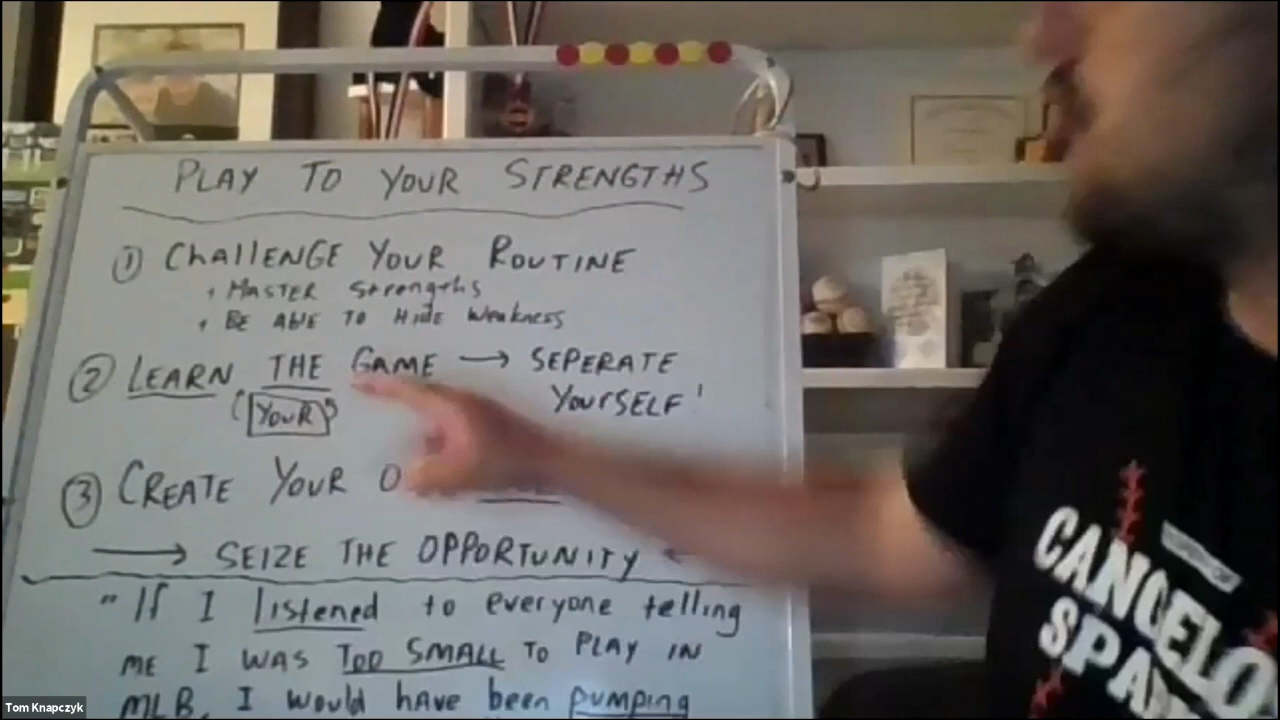 PLAY TO YOUR STRENGTHS
① Challenge Your Routine
• Master Strengths
• Be Able To Hide Weakness
② LEARN THE GAME → SEPERATE
("YOUR") YOURSELF'
③ CREATE YOUR
→ SEIZE THE OPPORTUNITY ←
"If I listened to everyone telling
ME I WAS TOO SMALL TO PLAY IN
MLB, I would have been pumping
CANCELO
Tom Knapczyk